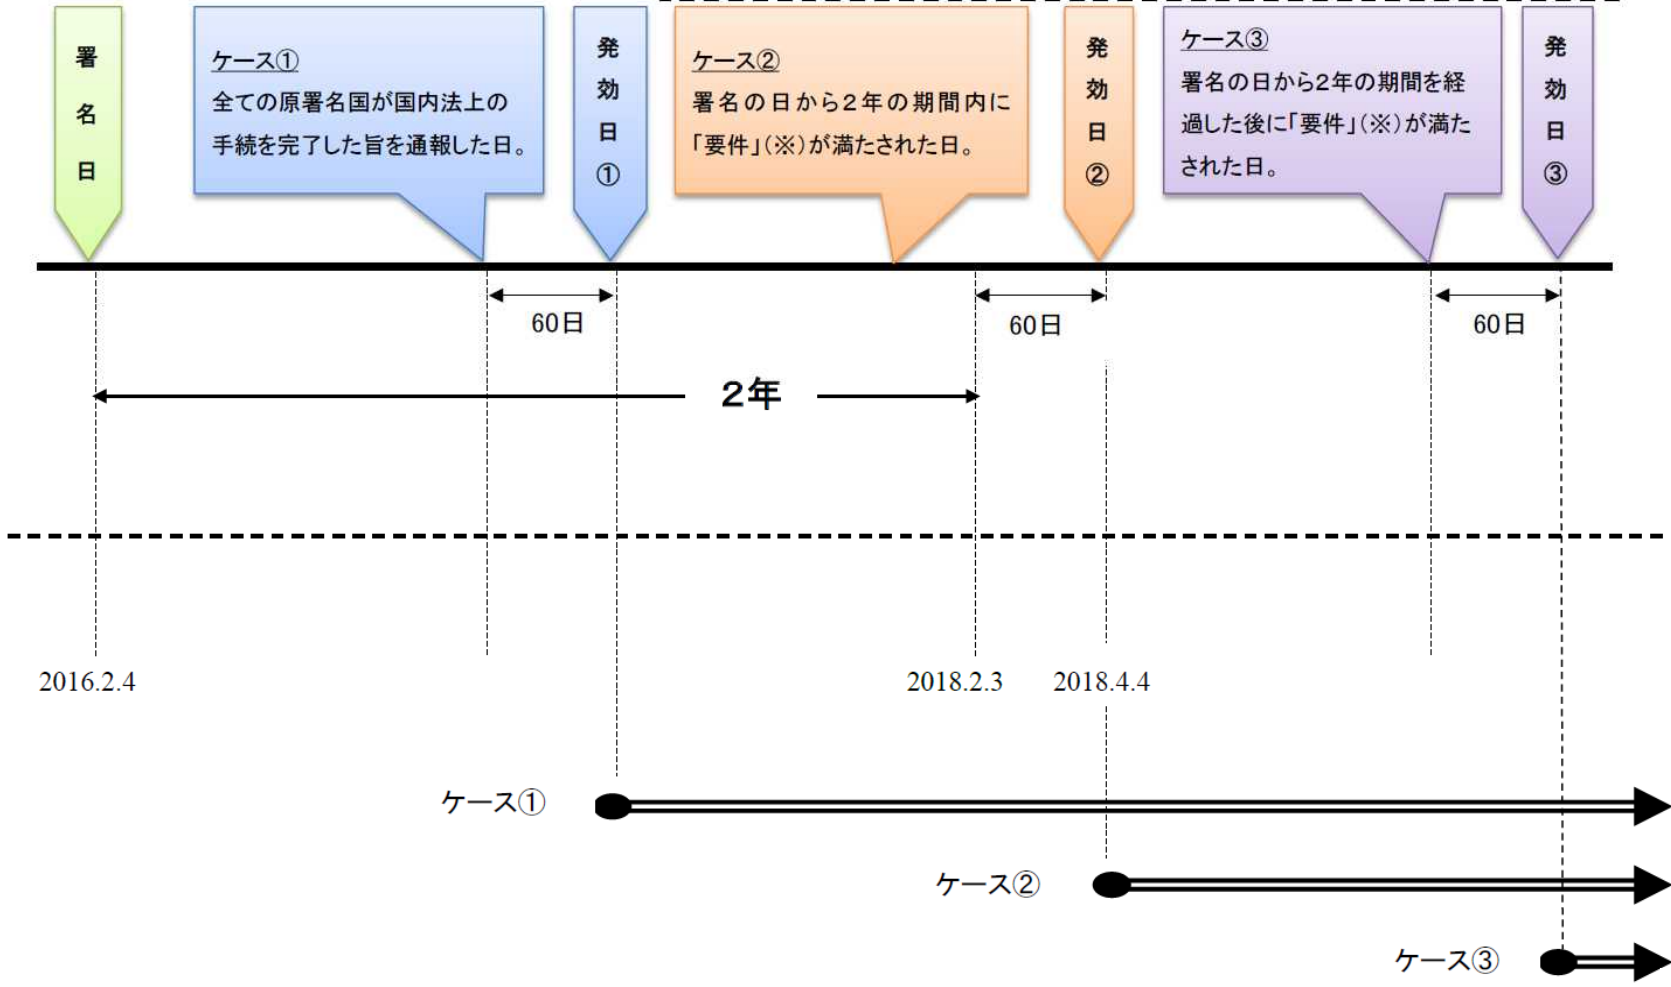 署名日
ケース①
全ての原署名国が国内法上の
手続を完了した旨を通報した日。
発効日①
ケース②
署名の日から2年の期間内に
「要件」(※)が満たされた日。
発効日②
ケース③
署名の日から2年の期間を経
過した後に「要件」(※)が満た
された日。
発効日③
60日
60日
60日
2年
2016.2.4
2018.2.3
2018.4.4
ケース①
ケース②
ケース③